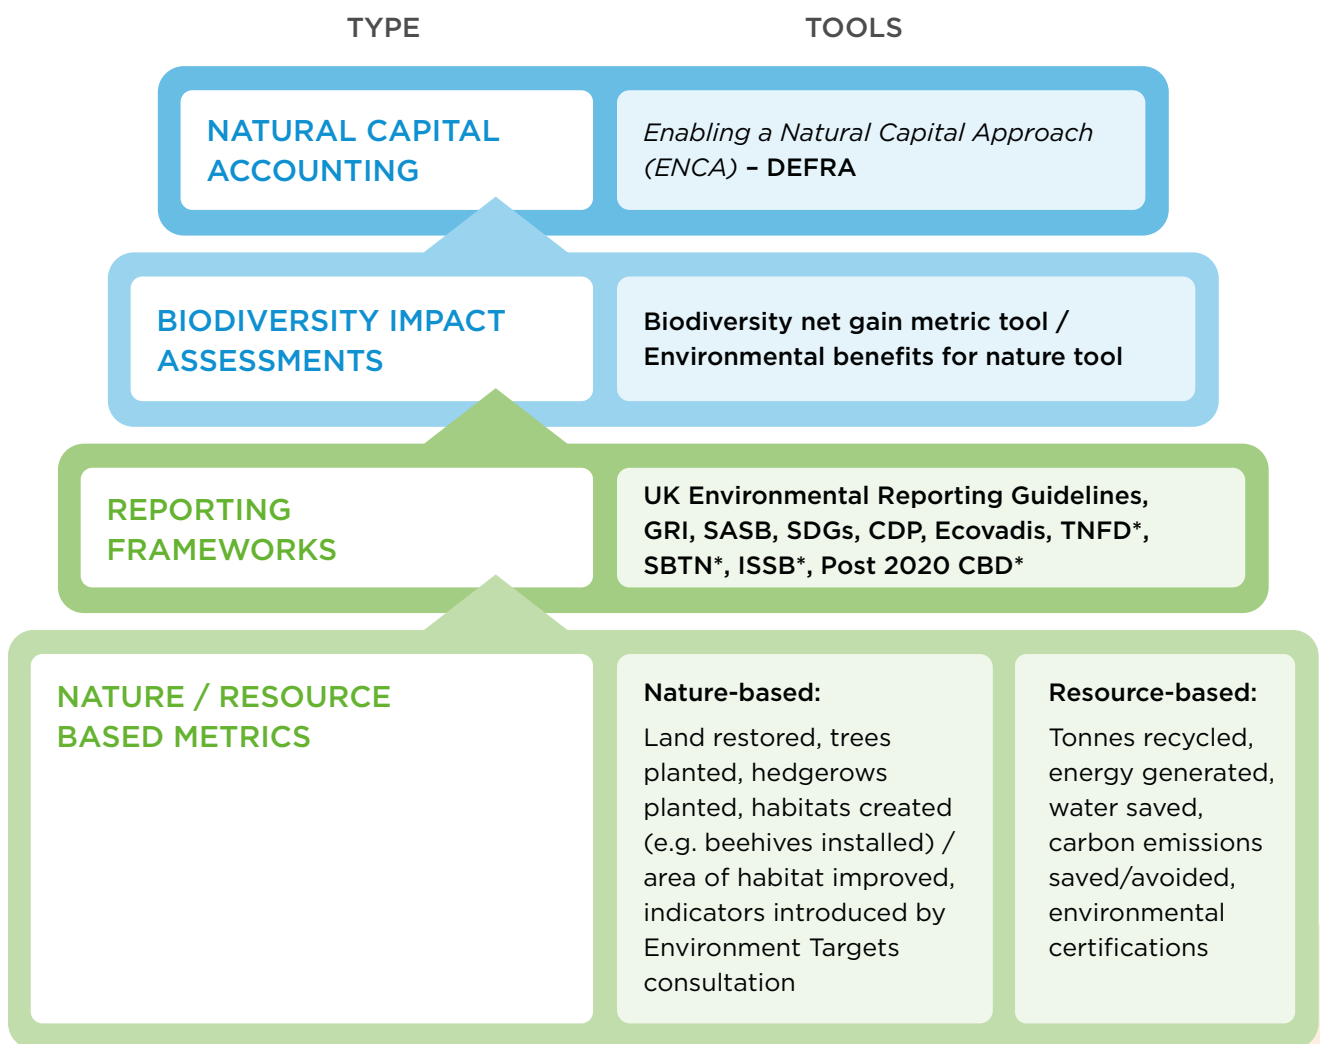 TYPE
TOOLS
NATURAL CAPITAL
ACCOUNTING
Enabling a Natural Capital Approach
(ENCA) – DEFRA
BIODIVERSITY IMPACT
ASSESSMENTS
Biodiversity net gain metric tool /
Environmental benefits for nature tool
REPORTING
FRAMEWORKS
UK Environmental Reporting Guidelines,
GRI, SASB, SDGs, CDP, Ecovadis, TNFD*,
SBTN*, ISSB*, Post 2020 CBD*
NATURE / RESOURCE
BASED METRICS
Nature-based:
Land restored, trees
planted, hedgerows
planted, habitats created
(e.g. beehives installed) /
area of habitat improved,
indicators introduced by
Environment Targets
consultation
Resource-based:
Tonnes recycled,
energy generated,
water saved,
carbon emissions
saved/avoided,
environmental
certifications